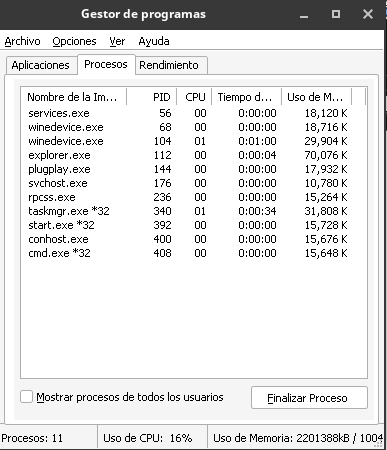 Gestor de programas
Archivo Opciones Ver Ayuda
Aplicaciones Procesos Rendimiento
Nombre de la Im... PID CPU Tiempo d... Uso de M...
services.exe 56 00 0:00:00 18,120 K
winedevice.exe 68 00 0:00:00 18,716 K
winedevice.exe 104 01 0:01:00 29,904 K
explorer.exe 112 00 0:00:04 70,076 K
plugplay.exe 144 00 0:00:00 17,932 K
svchost.exe 176 00 0:00:00 10,780 K
rpcss.exe 236 00 0:00:00 15,264 K
taskmgr.exe *32 340 01 0:00:34 31,808 K
start.exe *32 392 00 0:00:00 15,728 K
conhost.exe 400 00 0:00:00 15,676 K
cmd.exe *32 408 00 0:00:00 15,648 K
Mostrar procesos de todos los usuarios Finalizar Proceso
Procesos: 11 Uso de CPU: 16% Uso de Memoria: 2201388kB / 1004